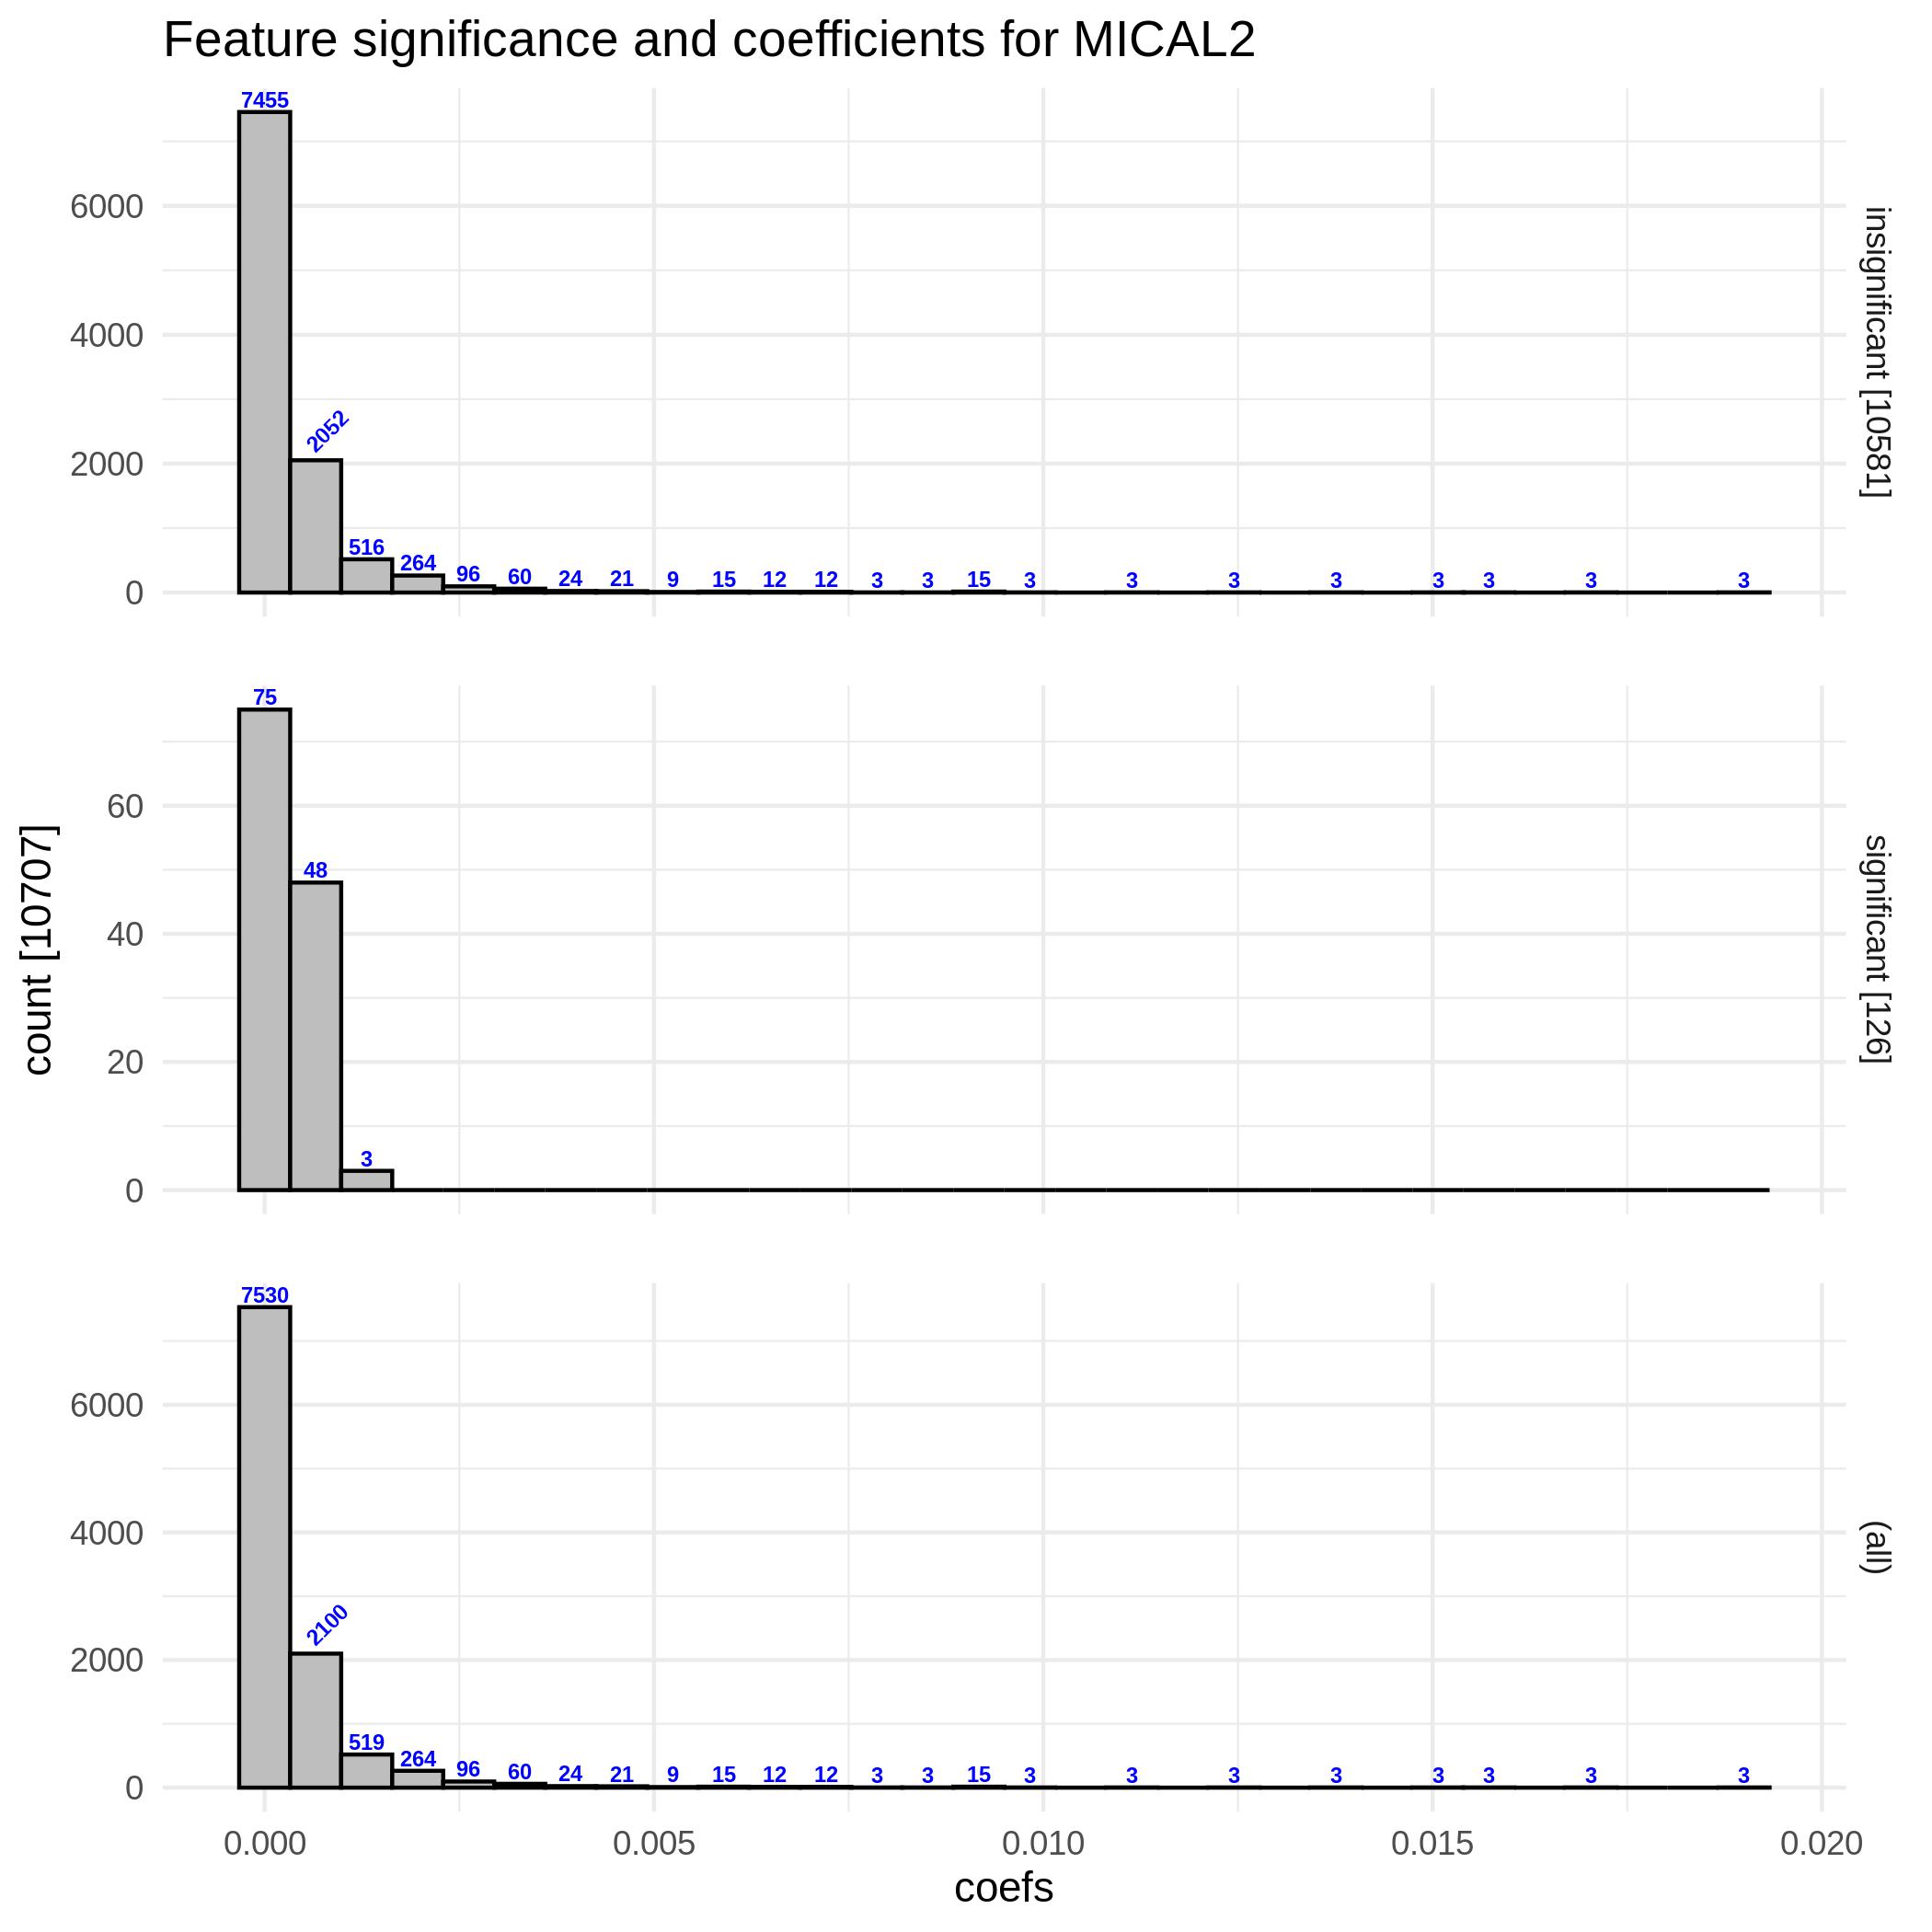 Feature significance and coefficients for MICAL2
7455
6000
4000
2052
2000
516
264 96 60 24 21 9 15 12 12 3 3 15 3 3 3 3 3 3 3 3
0
insignificant [10581]
75
60
48
40
20
3
0
significant [126]
count [10707]
7530
6000
4000
2100
2000
519
264 96 60 24 21 9 15 12 12 3 3 15 3 3 3 3 3 3 3 3
0
(all)
0.000 0.005 0.010 0.015 0.020
coefs